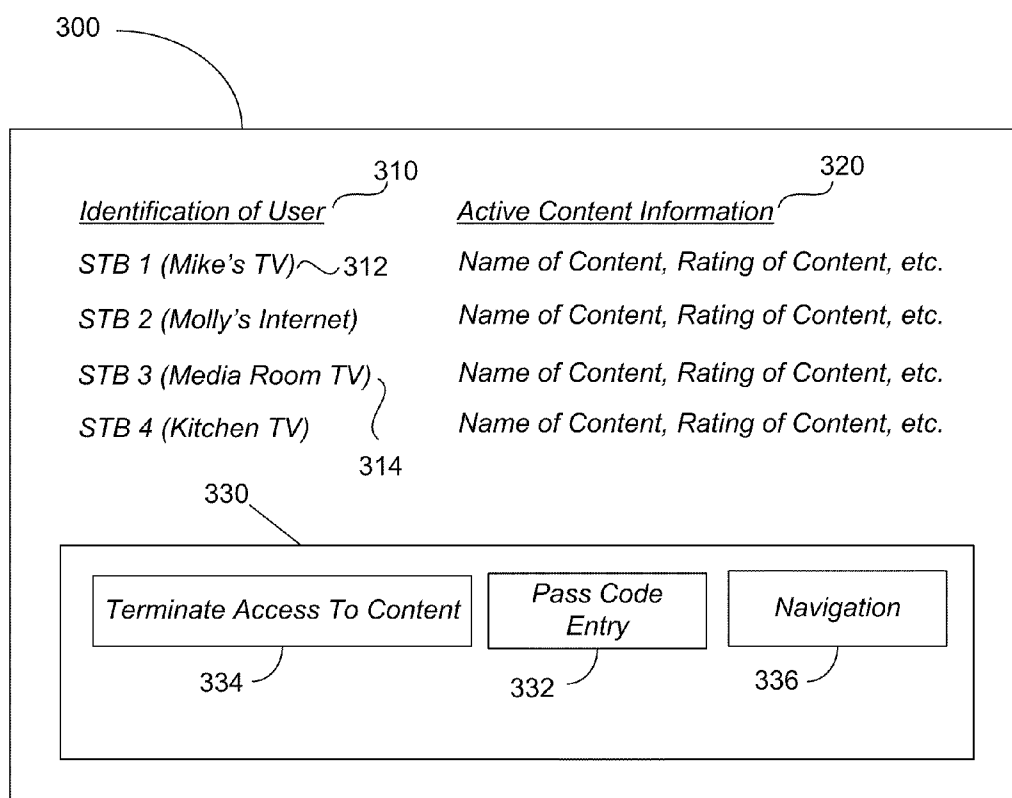 300
310
320
Identification of User
Active Content Information
STB 1 (Mike's TV)
312
Name of Content, Rating of Content, etc.
STB 2 (Molly's Internet)
Name of Content, Rating of Content, etc.
STB 3 (Media Room TV)
Name of Content, Rating of Content, etc.
STB 4 (Kitchen TV)
Name of Content, Rating of Content, etc.
314
330
Terminate Access To Content
Pass Code
Entry
Navigation
334
332
336